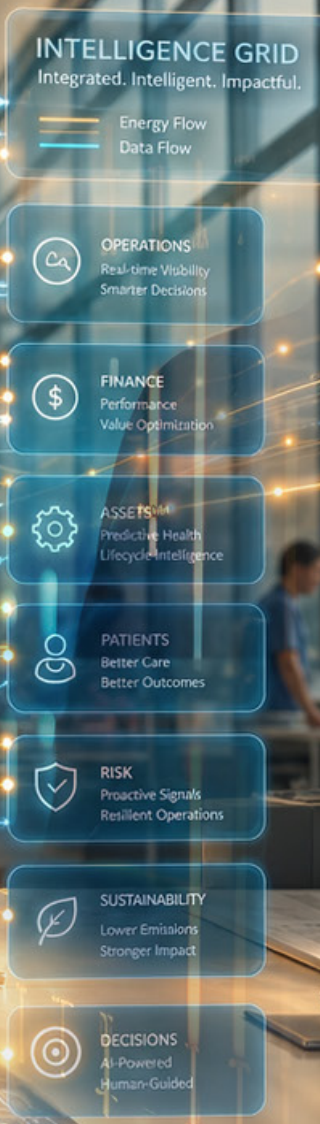 INTELLIGENCE GRID
Integrated. Intelligent. Impactful.
Energy Flow
Data Flow
OPERATIONS
Real-time Visibility
Smarter Decisions
FINANCE
Performance
Value Optimization
ASSETS
Predictive Health
Lifecycle Intelligence
PATIENTS
Better Care
Better Outcomes
RISK
Proactive Signals
Resilient Operations
SUSTAINABILITY
Lower Emissions
Stronger Impact
DECISIONS
AI-Powered
Human-Guided